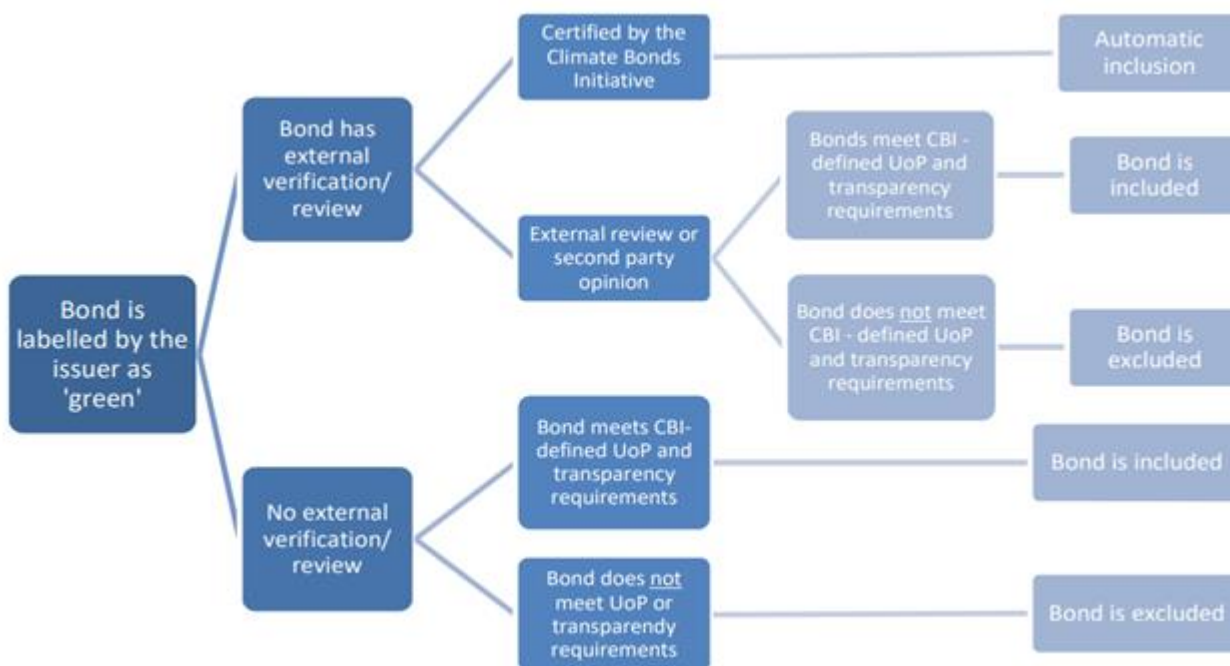 Bond is
labelled by the
issuer as
'green'
Bond has
external
verification/
review
No external
verification/
review
Certified by the
Climate Bonds
Initiative
External review or
second party
opinion
Bond meets CBI-
defined UoP and
transparency
requirements
Bond does not
meet UoP or
transparendy
requirements
Bonds meet CBI -
defined UoP and
transparency
requirements
Bond does not meet
CBI - defined UoP
and transparency
requirements
Automatic
inclusion
Bond is
included
Bond is
excluded
Bond is included
Bond is excluded